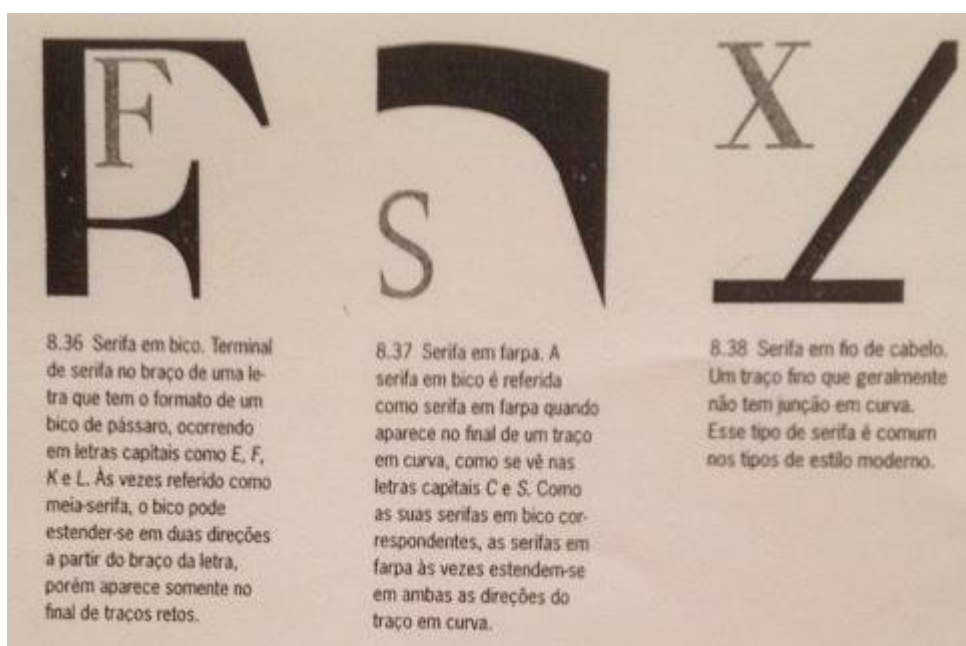 F
S
X
8.36 Serifa em bico. Terminal
de serifa no braço de uma le-
tra que tem o formato de um
bico de pássaro, ocorrendo
em letras capitais como E, F,
K e L. Às vezes referido como
meia-serifa, o bico pode
estender-se em duas direções
a partir do braço da letra,
porém aparece somente no
final de traços retos.
8.37 Serifa em farpa. A
serifa em bico é referida
como serifa em farpa quando
aparece no final de um traço
em curva, como se vê nas
letras capitais C e S. Como
as suas serifas em bico cor-
respondentes, as serifas em
farpa às vezes estendem-se
em ambas as direções do
traço em curva.
8.38 Serifa em fio de cabelo.
Um traço fino que geralmente
não tem junção em curva.
Esse tipo de serifa é comum
nos tipos de estilo moderno.